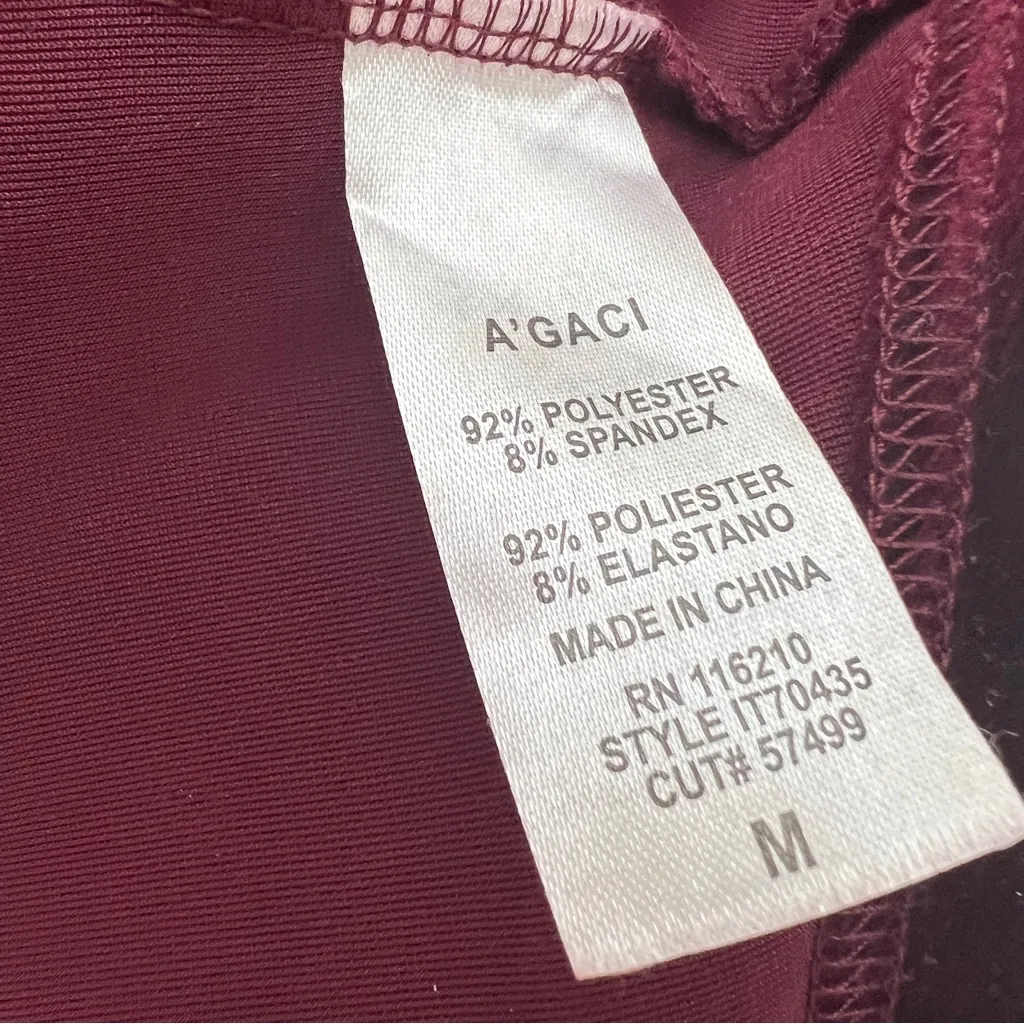 A'GACI
92% POLYESTER
8% SPANDEX
92% POLIESTER
8% ELASTANO
MADE IN CHINA
RN 116210
STYLE IT70435
CUT# 57499
M